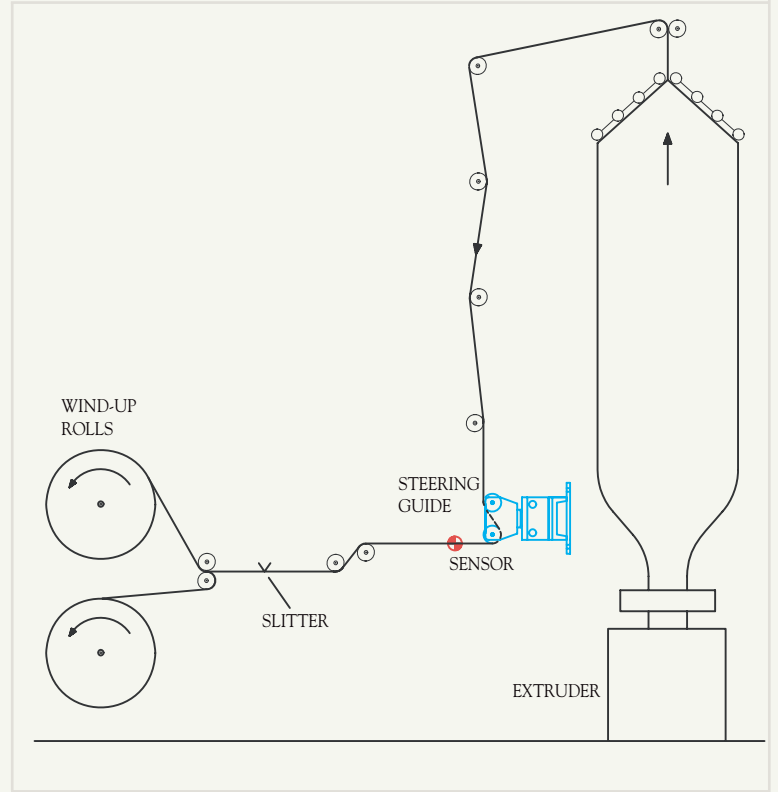 WIND-UP
ROLLS
STEERING
GUIDE
SENSOR
SLITTER
EXTRUDER